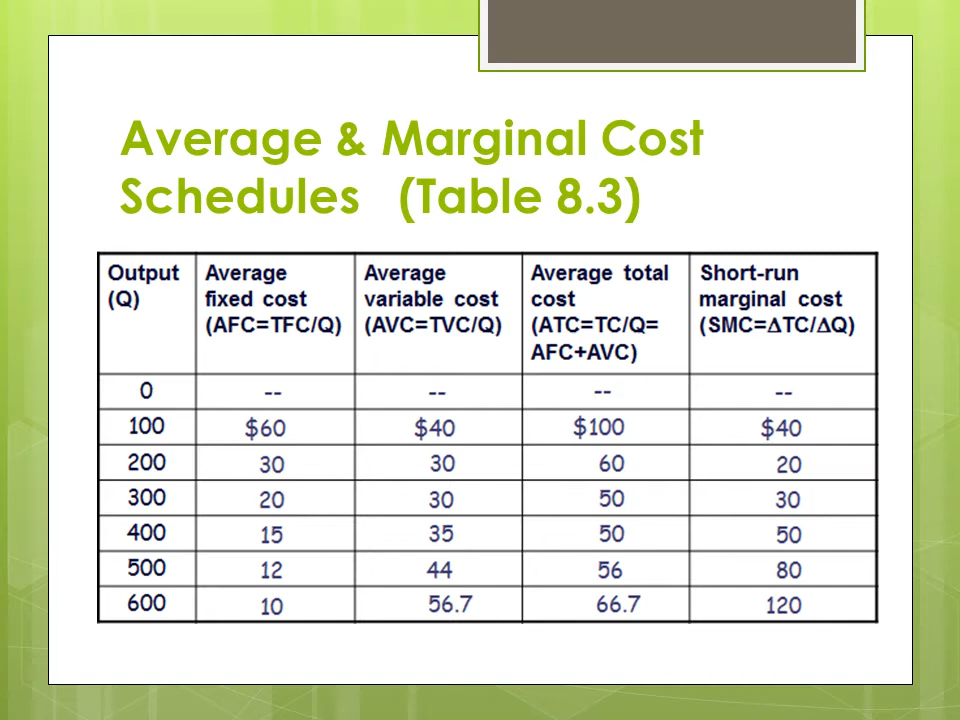 Average & Marginal Cost
Schedules (Table 8.3)
Output (Q) | Average fixed cost (AFC=TFC/Q) | Average variable cost (AVC=TVC/Q) | Average total cost (ATC=TC/Q= AFC+AVC) | Short-run marginal cost (SMC=ΔTC/ΔQ)
0 | -- | -- | -- | --
100 | $60 | $40 | $100 | $40
200 | 30 | 30 | 60 | 20
300 | 20 | 30 | 50 | 30
400 | 15 | 35 | 50 | 50
500 | 12 | 44 | 56 | 80
600 | 10 | 56.7 | 66.7 | 120